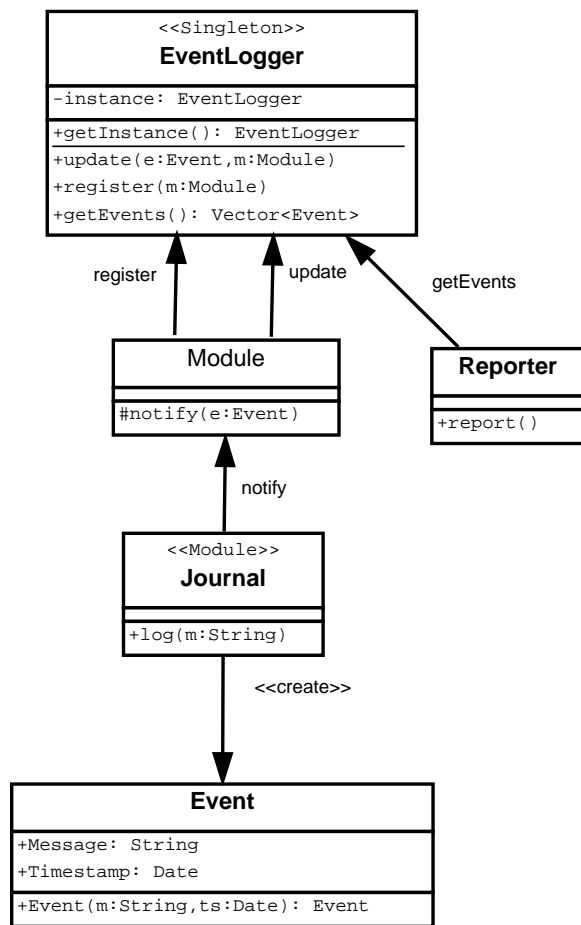 <<Singleton>>
EventLogger
-instance: EventLogger
+getInstance(): EventLogger
+update(e:Event,m:Module)
+register(m:Module)
+getEvents(): Vector<Event>
register
update
getEvents
Module
#notify(e:Event)
Reporter
+report()
notify
<<Module>>
Journal
+log(m:String)
<<create>>
Event
+Message: String
+Timestamp: Date
+Event(m:String,ts:Date): Event